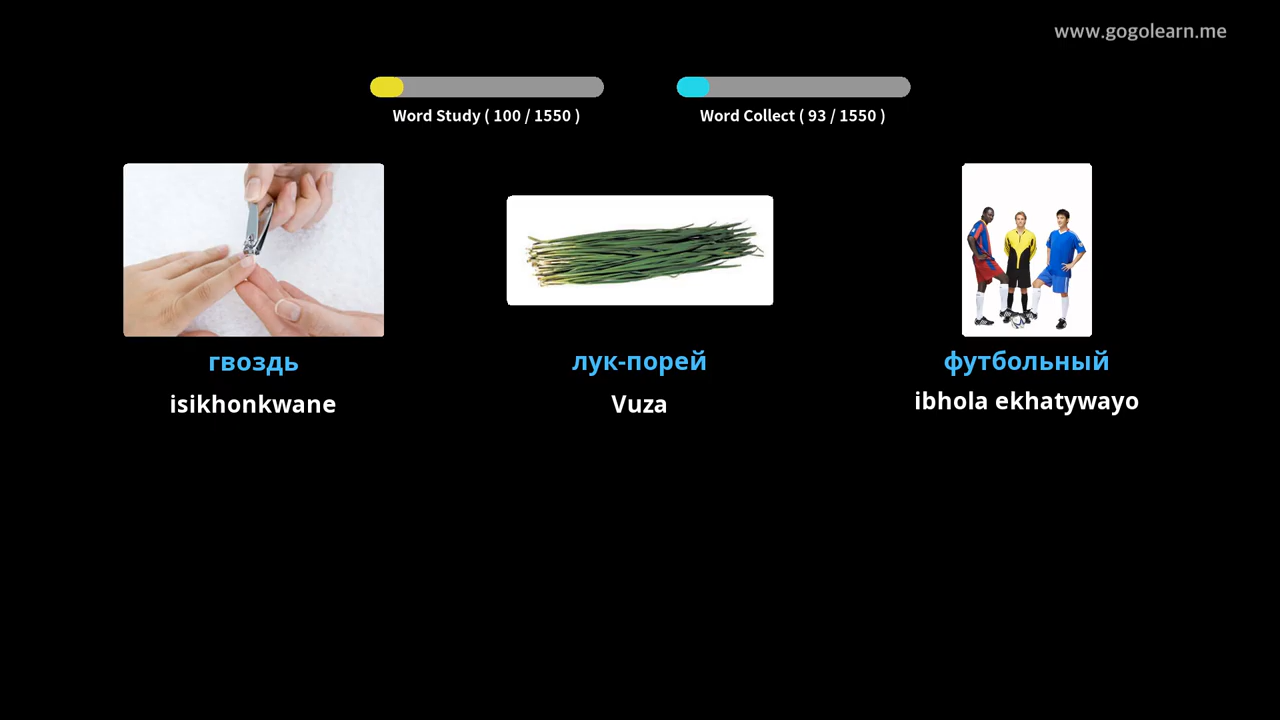 www.gogolearn.me
Word Study ( 100 / 1550 )
Word Collect ( 93 / 1550 )
гвоздь
лук-порей
футбольный
isikhonkwane
Vuza
ibhola ekhatywayo